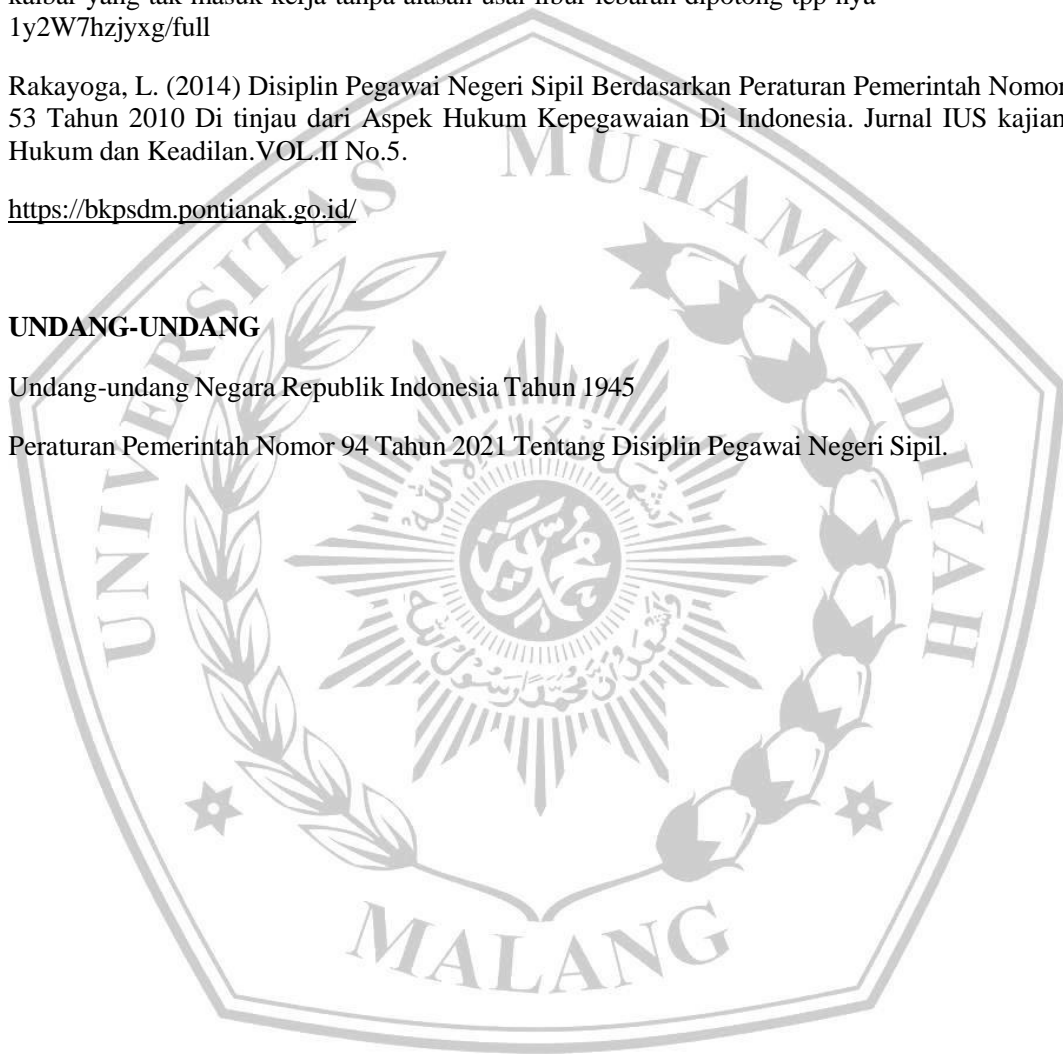 kalbar yang tak masuk kerja tanpa alasan usai libur lebaran dipotong tpp nya
1y2W7hzjyxg/full
Rakayoga, L. (2014) Disiplin Pegawai Negeri Sipil Berdasarkan Peraturan Pemerintah Nomor
53 Tahun 2010 Di tinjau dari Aspek Hukum Kepegawaian Di Indonesia. Jurnal IUS kajian
Hukum dan Keadilan.VOL.II No.5.
https://bkpsdm.pontianak.go.id/
UNDANG-UNDANG
Undang-undang Negara Republik Indonesia Tahun 1945
Peraturan Pemerintah Nomor 94 Tahun 2021 Tentang Disiplin Pegawai Negeri Sipil.
UNIVERSITAS MUHAMMADIYAH
MALANG